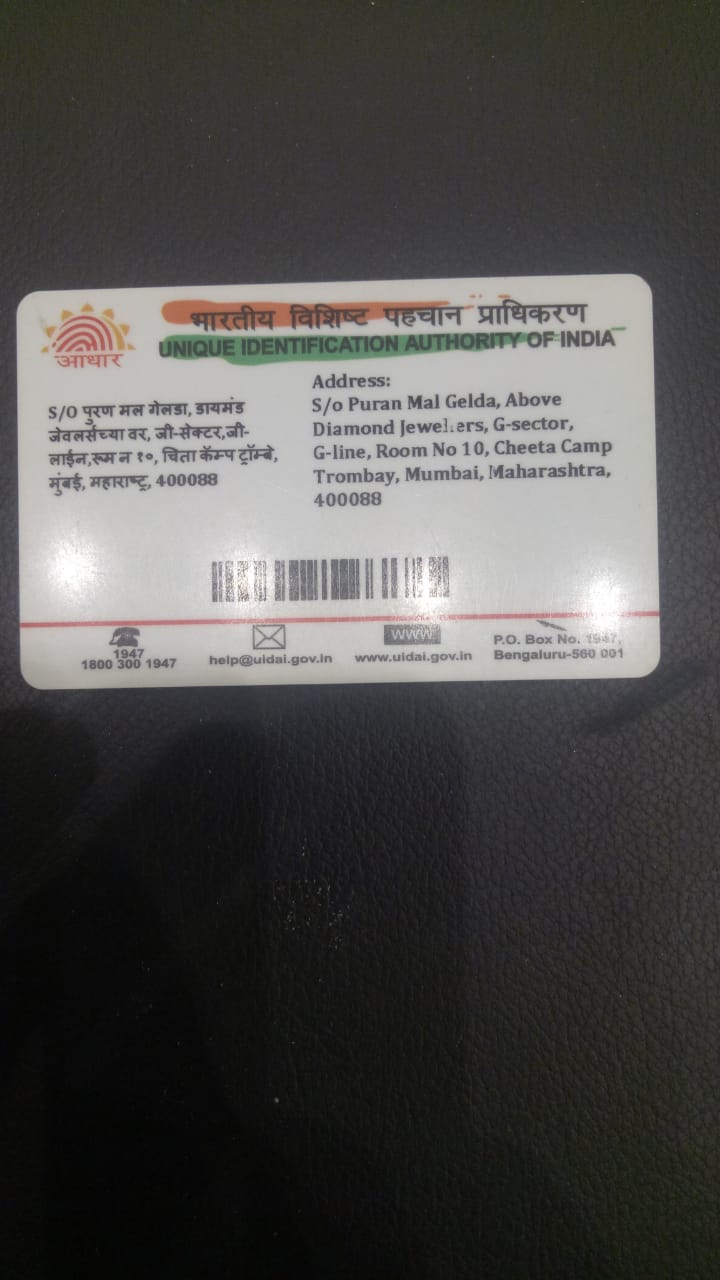 भारतीय विशिष्ट पहचान प्राधिकरण
UNIQUE IDENTIFICATION AUTHORITY OF INDIA
आधार
S/O पुरण मल गेलडा, डायमंड
जेवलर्सच्या वर, जी-सेक्टर,जी-
लाईन,रूम न १०, चिता कॅम्प ट्रॉम्बे,
मुंबई, महाराष्ट्र, 400088
Address:
S/o Puran Mal Gelda, Above
Diamond Jewellers, G-sector,
G-line, Room No 10, Cheeta Camp
Trombay, Mumbai, Maharashtra,
400088
1947
1800 300 1947
help@uidai.gov.in
WWW
www.uidai.gov.in
P.O. Box No. 1947,
Bengaluru-560 001